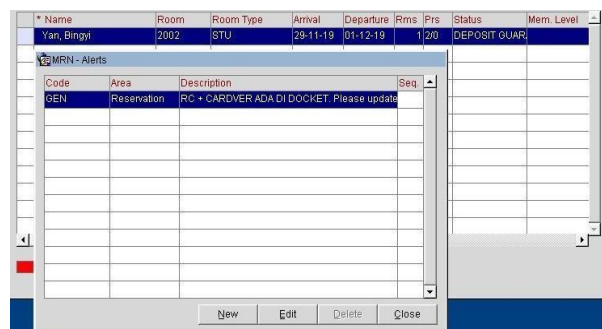 * Name Room Room Type Arrival Departure Rms Prs Status Mem. Level
Yan, Bingyi 2002 STU 29-11-19 01-12-19 1 2/0 DEPOSIT GUAR
MRN - Alerts
Code Area Description Seq.
GEN Reservation RC + CARDVER ADA DI DOCKET. Please update
New Edit Delete Close